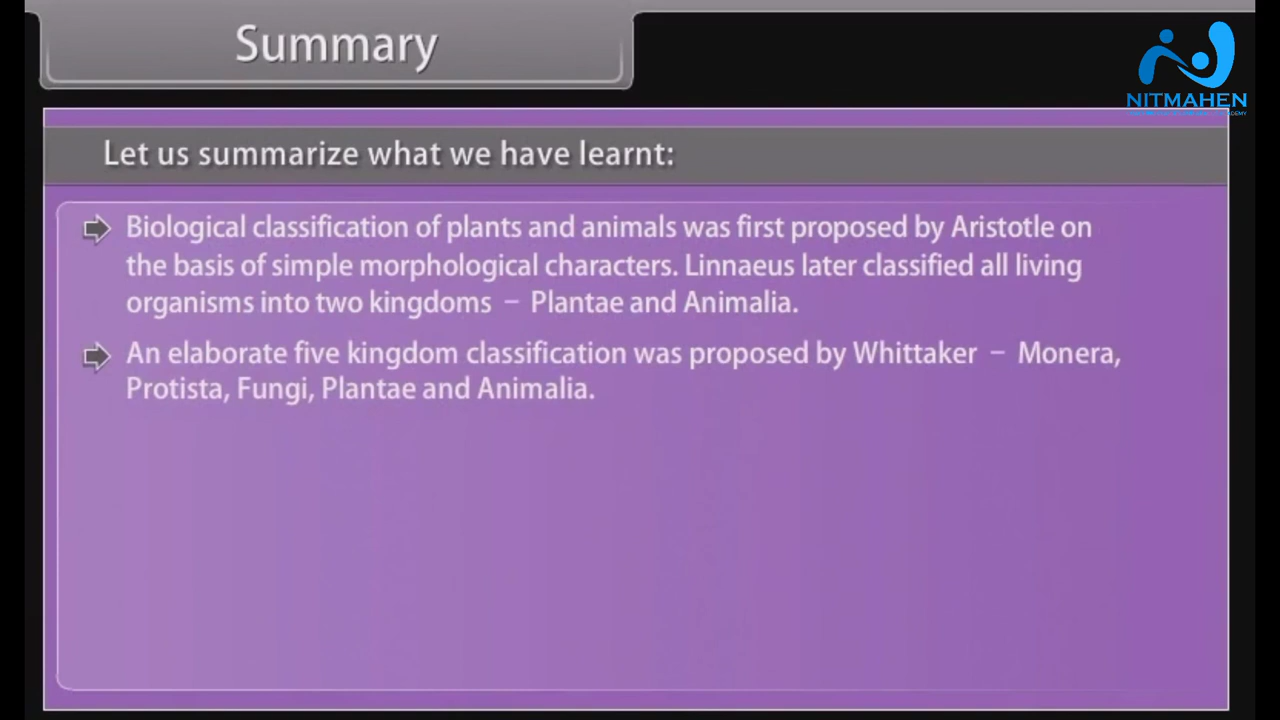 Summary
NITMAHEN
Let us summarize what we have learnt:
Biological classification of plants and animals was first proposed by Aristotle on
the basis of simple morphological characters. Linnaeus later classified all living
organisms into two kingdoms – Plantae and Animalia.
An elaborate five kingdom classification was proposed by Whittaker – Monera,
Protista, Fungi, Plantae and Animalia.